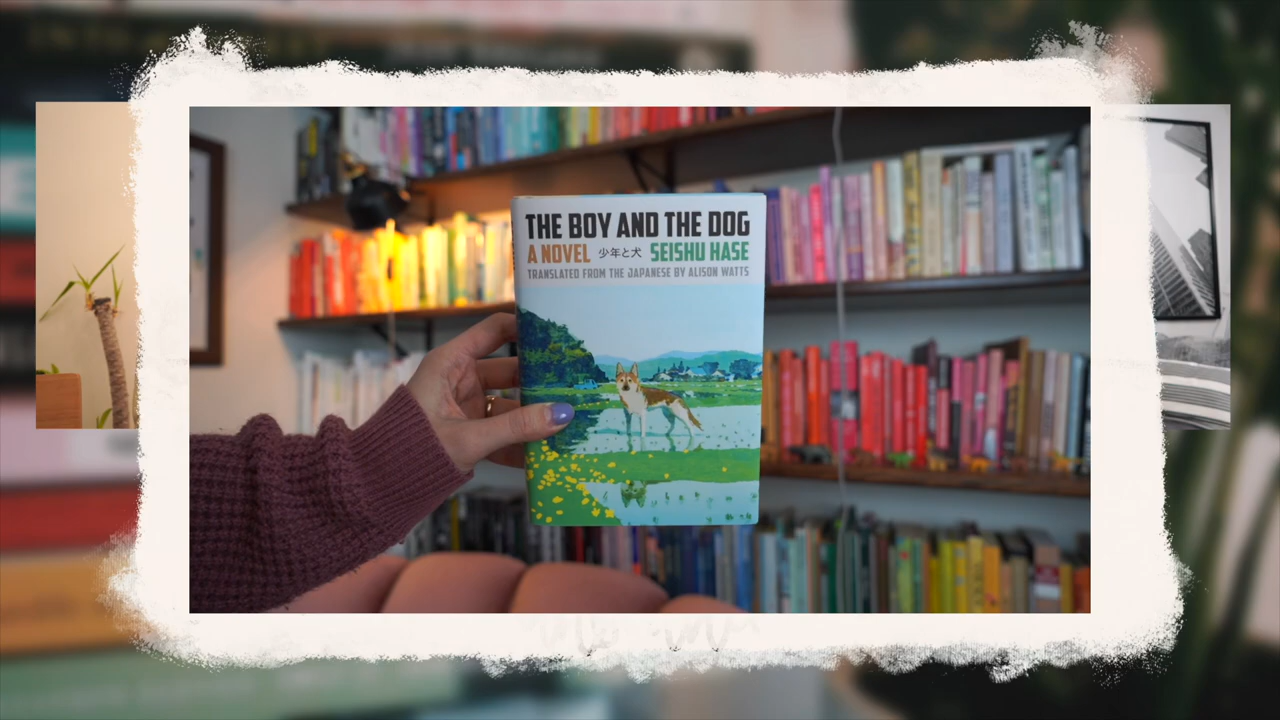 THE BOY AND THE DOG
A NOVEL 少年と犬 SEISHU HASE
TRANSLATED FROM THE JAPANESE BY ALISON WATTS